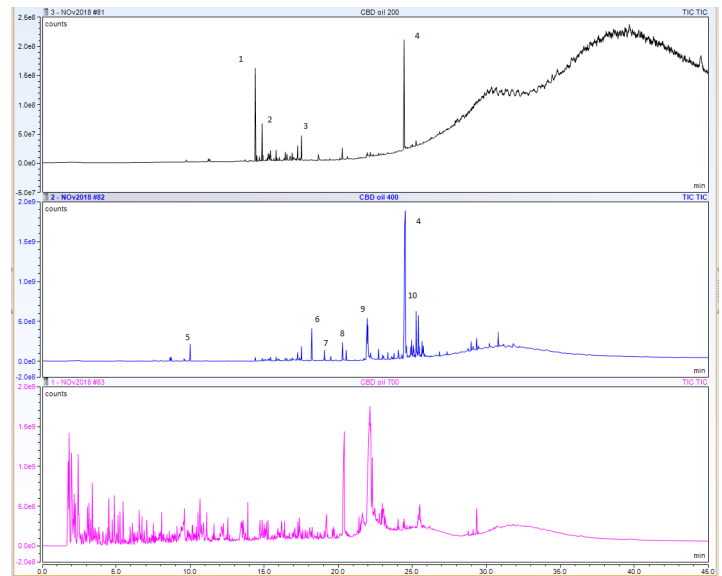 3 - NOv2018 #81 CBD oil 200 TIC TIC
2.5e8
counts
2.0e8
1.5e8
1.0e8
5.0e7
0.0e0
-5.0e7
1
2
3
4
min
2 - NOv2018 #82 CBD oil 400 TIC TIC
2.0e9
counts
1.5e9
1.0e9
5.0e8
0.0e0
-2.0e8
5
6
7
8
9
4
10
min
1 - NOv2018 #83 CBD oil 700 TIC TIC
2.0e9
counts
1.5e9
1.0e9
5.0e8
0.0e0
-2.0e8
min
0.0 5.0 10.0 15.0 20.0 25.0 30.0 35.0 40.0 45.0